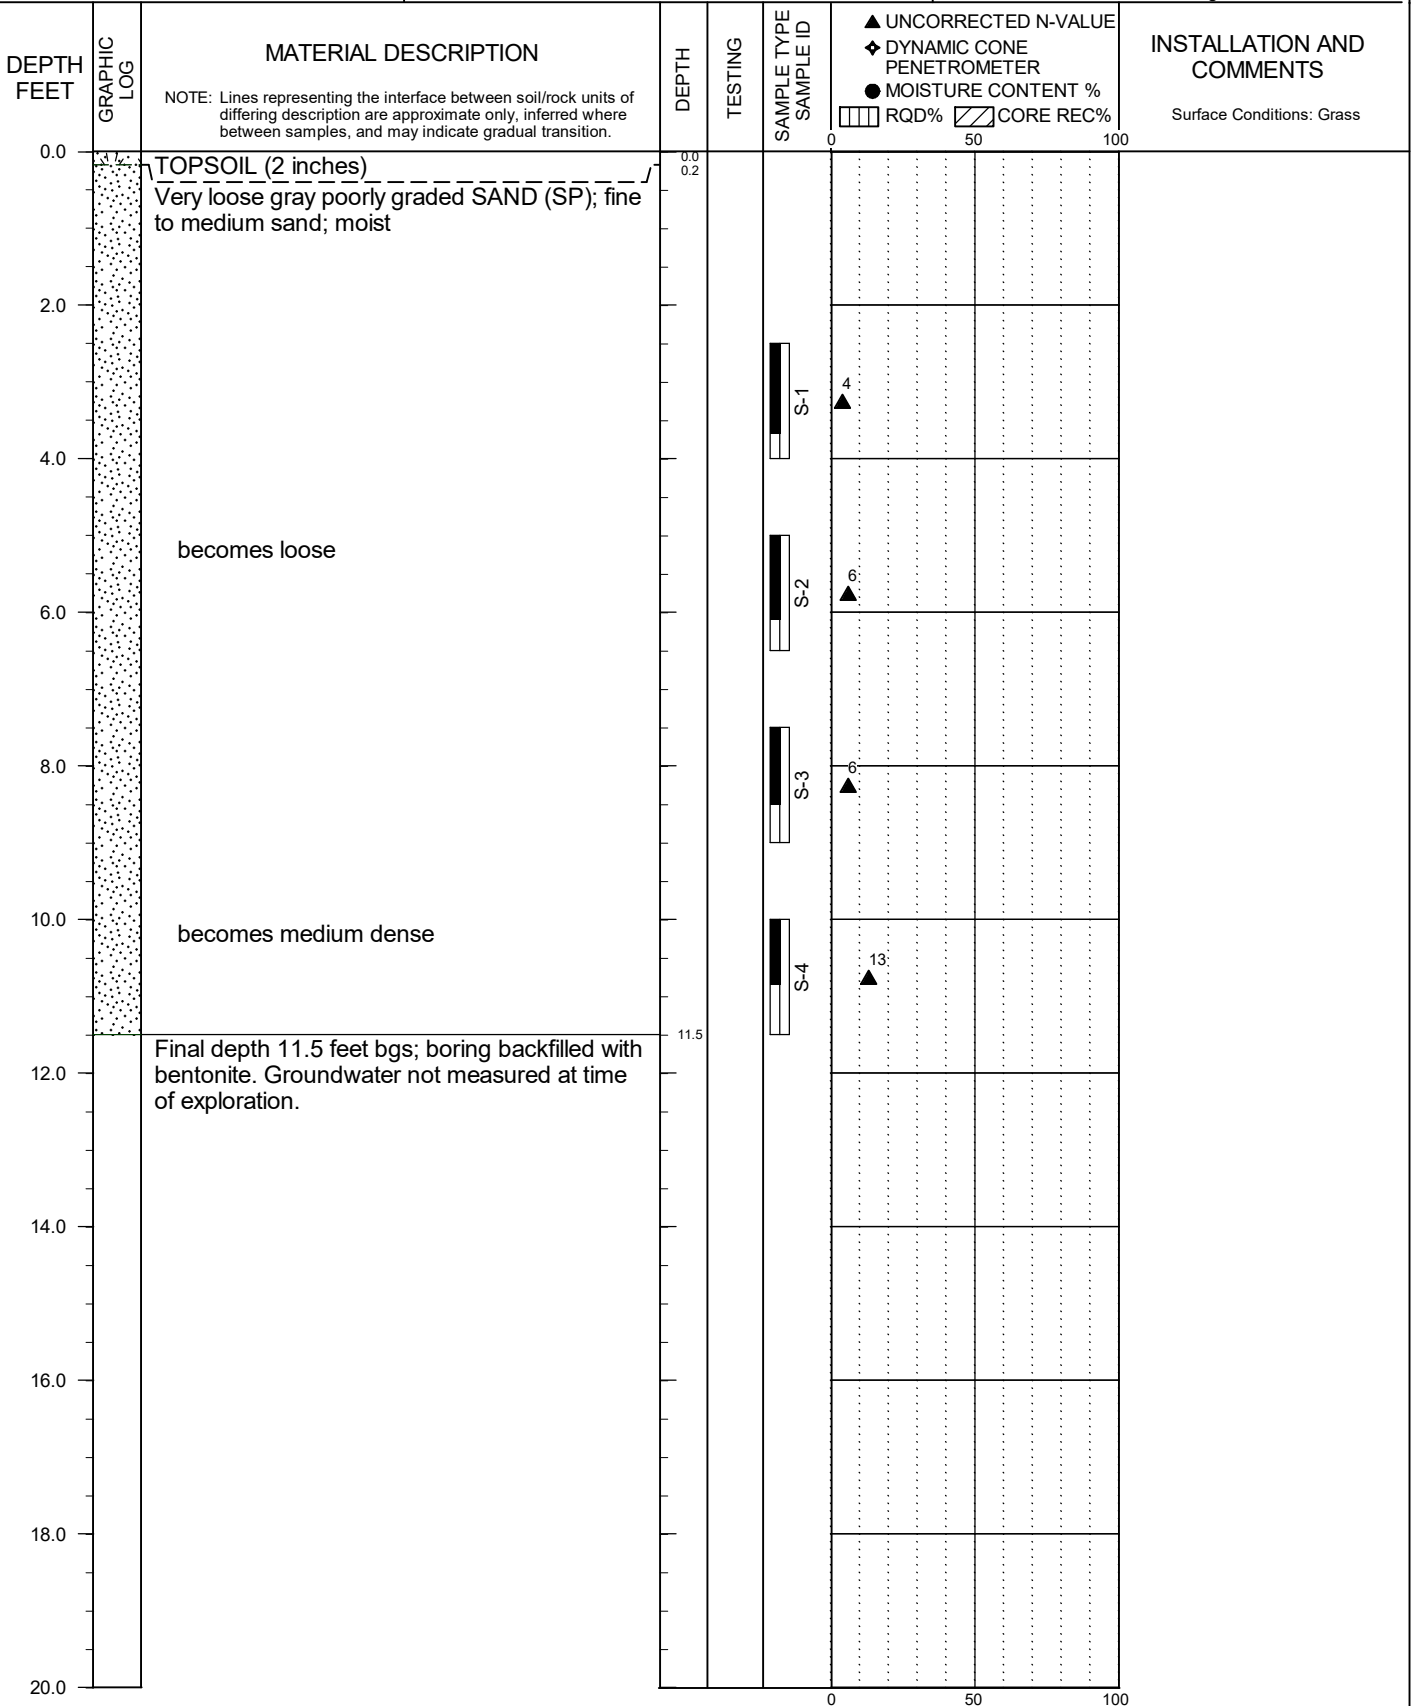 DEPTH
FEET
GRAPHIC
LOG
MATERIAL DESCRIPTION
NOTE: Lines representing the interface between soil/rock units of
differing description are approximate only, inferred where
between samples, and may indicate gradual transition.
DEPTH
TESTING
SAMPLE TYPE
SAMPLE ID
▲ UNCORRECTED N-VALUE
DYNAMIC CONE
PENETROMETER
● MOISTURE CONTENT %
RQD% CORE REC%
0 50 100
INSTALLATION AND
COMMENTS
Surface Conditions: Grass
0.0
TOPSOIL (2 inches)
0.0
0.2
Very loose gray poorly graded SAND (SP); fine
to medium sand; moist
2.0
S-1
4
4.0
becomes loose
S-2
6
6.0
8.0
S-3
6
10.0
becomes medium dense
S-4
13
11.5
Final depth 11.5 feet bgs; boring backfilled with
bentonite. Groundwater not measured at time
of exploration.
12.0
14.0
16.0
18.0
20.0
0 50 100